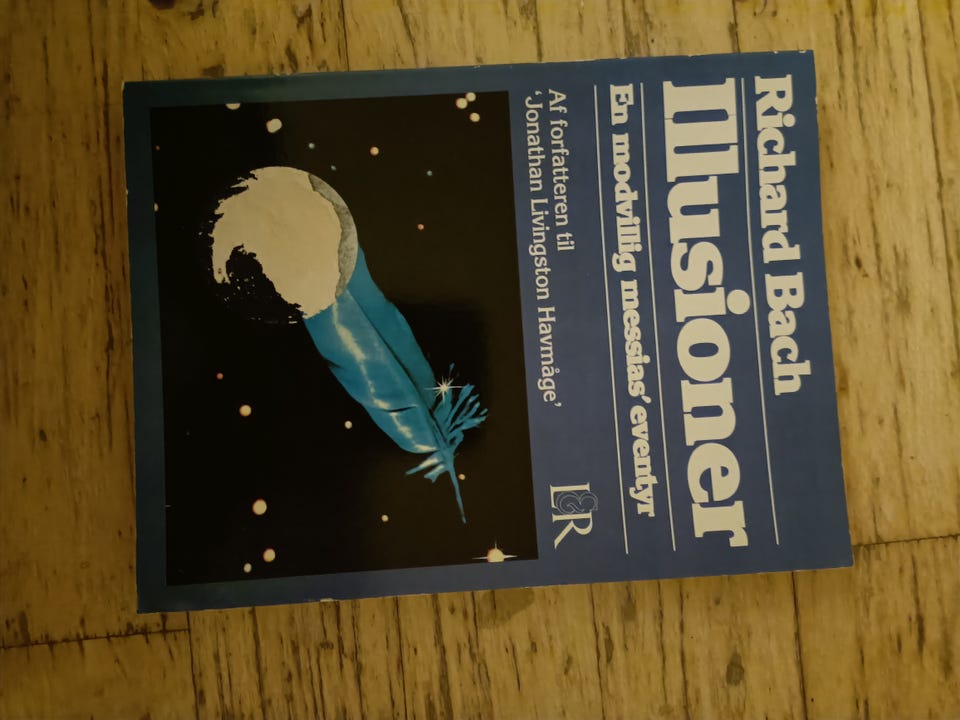 Richard Bach
Illusioner
En modvillig messias' eventyr
Af forfatteren til
'Jonathan Livingston Havmåge'
L&R